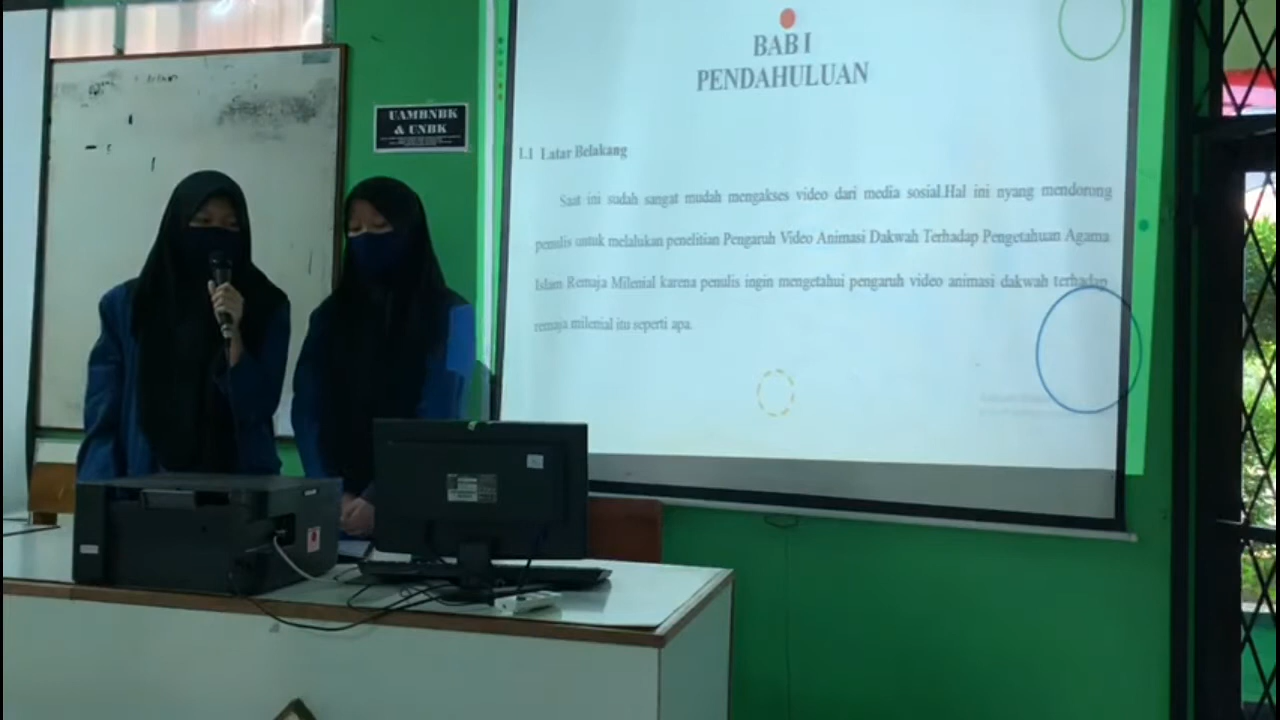 UAMBNBK
& UNBK
BAB I
PENDAHULUAN
1.1 Latar Belakang
Saat ini sudah sangat mudah mengakses video dari media sosial.Hal ini nyang mendorong
penulis untuk melalukan penelitian Pengaruh Video Animasi Dakwah Terhadap Pengetahuan Agama
Islam Remaja Milenial karena penulis ingin mengetahui pengaruh video animasi dakwah terhadap
remaja milenial itu seperti apa.